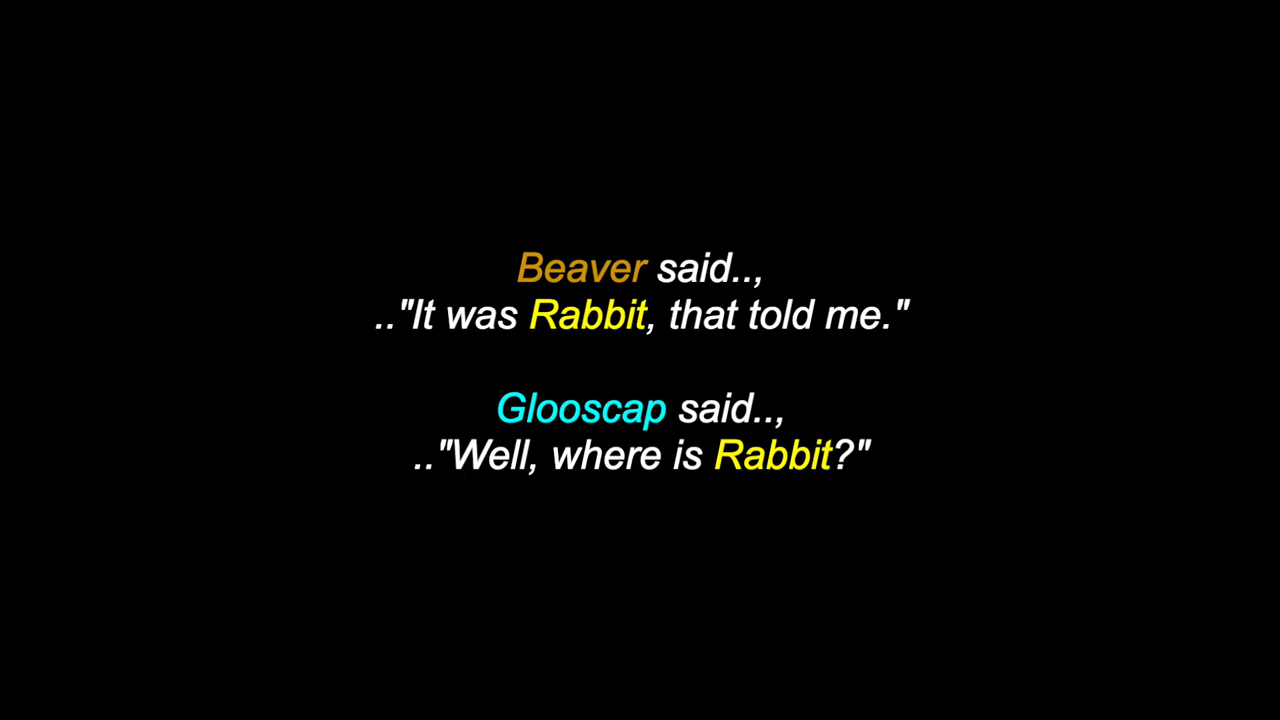 Beaver said..,
.."It was Rabbit, that told me."
Glooscap said..,
.."Well, where is Rabbit?"